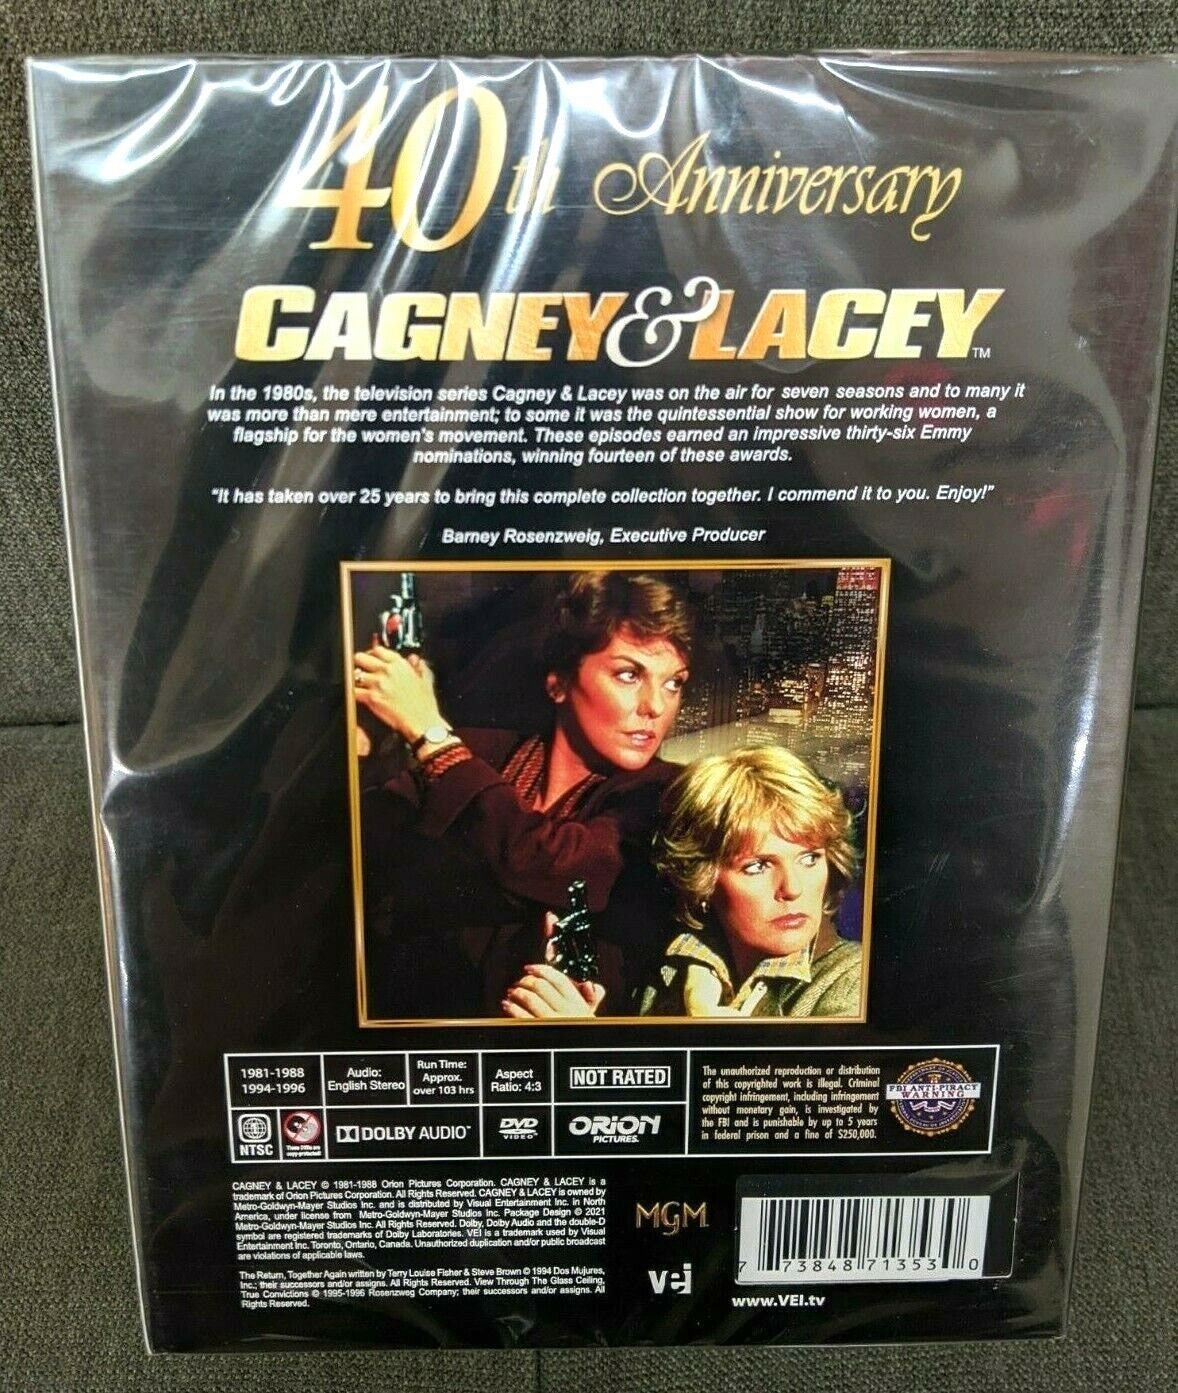 40th Anniversary
CAGNEY & LACEY™
In the 1980s, the television series Cagney & Lacey was on the air for seven seasons and to many it
was more than mere entertainment; to some it was the quintessential show for working women, a
flagship for the women's movement. These episodes earned an impressive thirty-six Emmy
nominations, winning fourteen of these awards.
"It has taken over 25 years to bring this complete collection together. I commend it to you. Enjoy!"
Barney Rosenzweig, Executive Producer
1981-1988
1994-1996
Audio:
English Stereo
Run Time:
Approx.
over 103 hrs
Aspect
Ratio: 4:3
NOT RATED
NTSC
These DVDs are
copy-protected!
DOLBY AUDIO™
DVD
VIDEO
ORION
PICTURES.
The unauthorized reproduction or distribution
of this copyrighted work is illegal. Criminal
copyright infringement, including infringement
without monetary gain, is investigated by
the FBI and is punishable by up to 5 years
in federal prison and a fine of $250,000.
FBI ANTI-PIRACY
WARNING
CAGNEY & LACEY © 1981-1988 Orion Pictures Corporation. CAGNEY & LACEY is a
trademark of Orion Pictures Corporation. All Rights Reserved. CAGNEY & LACEY is owned by
Metro-Goldwyn-Mayer Studios Inc. and is distributed by Visual Entertainment Inc. in North
America, under license from Metro-Goldwyn-Mayer Studios Inc. Package Design © 2021
Metro-Goldwyn-Mayer Studios Inc. All Rights Reserved. Dolby, Dolby Audio and the double-D
symbol are registered trademarks of Dolby Laboratories. VEI is a trademark used by Visual
Entertainment Inc. Toronto, Ontario, Canada. Unauthorized duplication and/or public broadcast
are violations of applicable laws.
The Return, Together Again written by Terry Louise Fisher & Steve Brown © 1994 Dos Mujures,
Inc.; their successors and/or assigns. All Rights Reserved. View Through The Glass Ceiling,
True Convictions © 1995-1996 Rosenzweig Company; their successors and/or assigns. All
Rights Reserved.
MGM
vei
7 73848 71353 0
www.VEI.tv